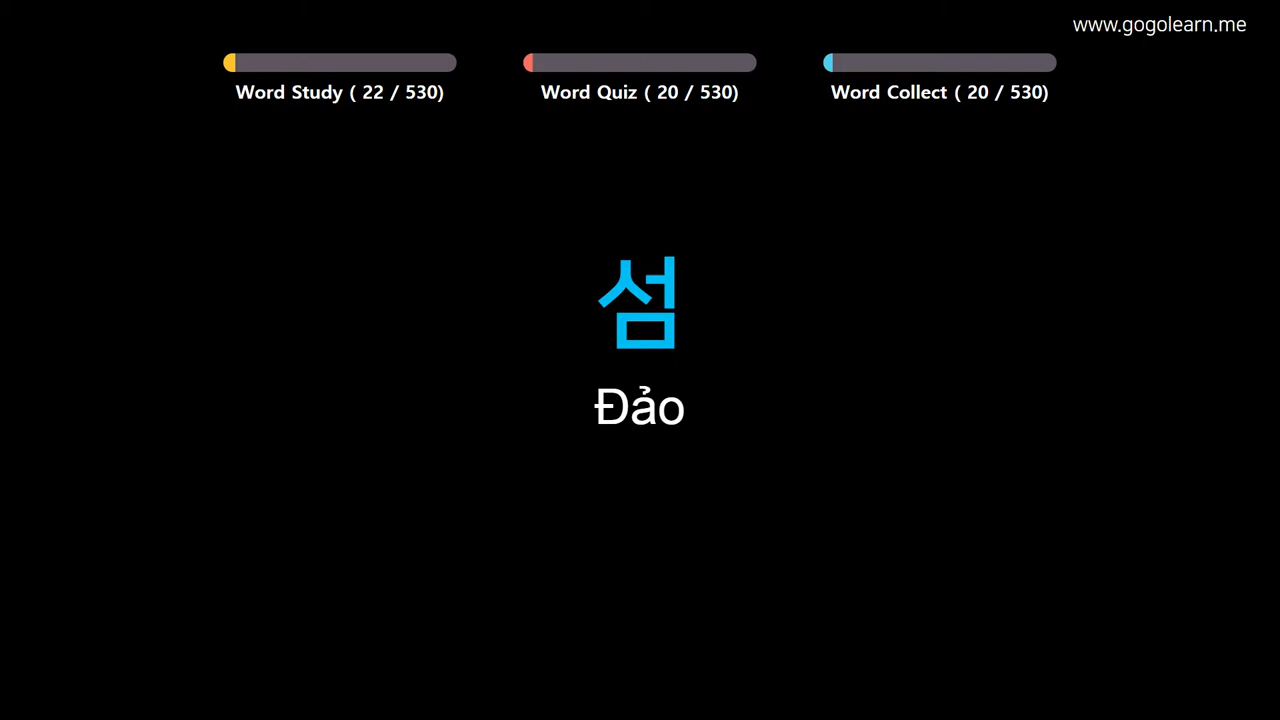 www.gogolearn.me
Word Study ( 22 / 530)
Word Quiz ( 20 / 530)
Word Collect ( 20 / 530)
섬
Đảo